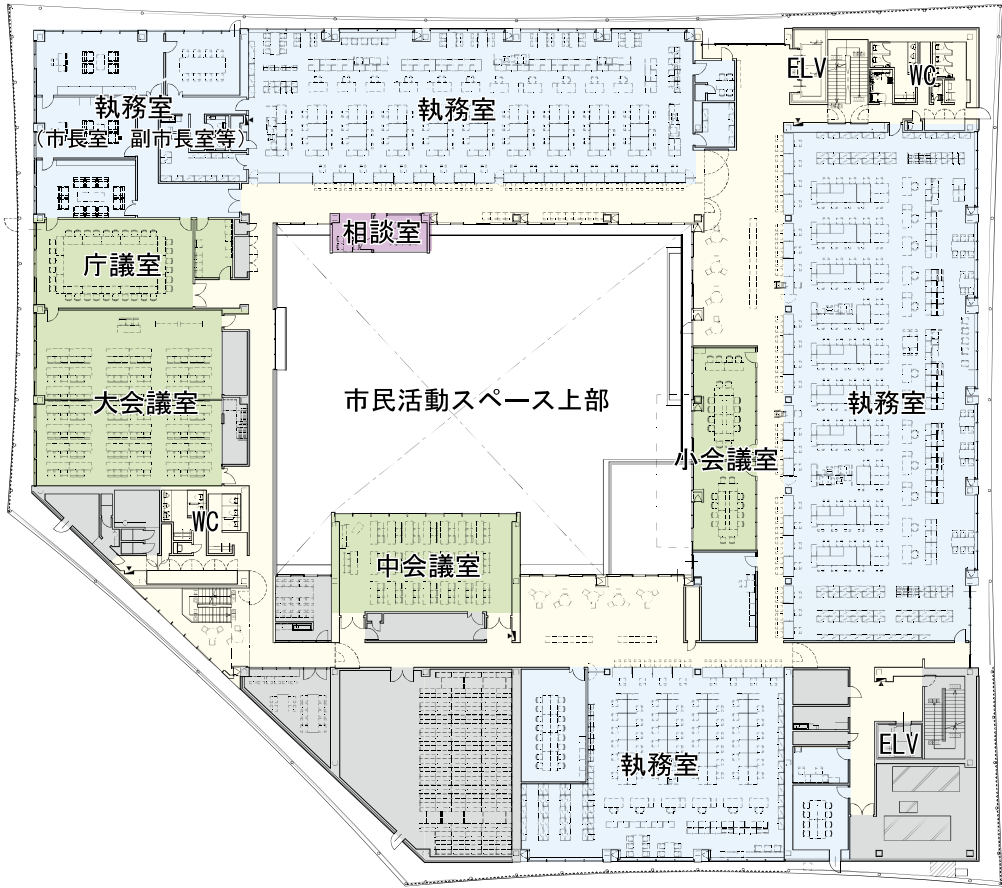 ELV
WC
執務室
(市長室・副市長室等)
執務室
相談室
庁議室
大会議室
市民活動スペース上部
執務室
小会議室
WC
中会議室
執務室
ELV